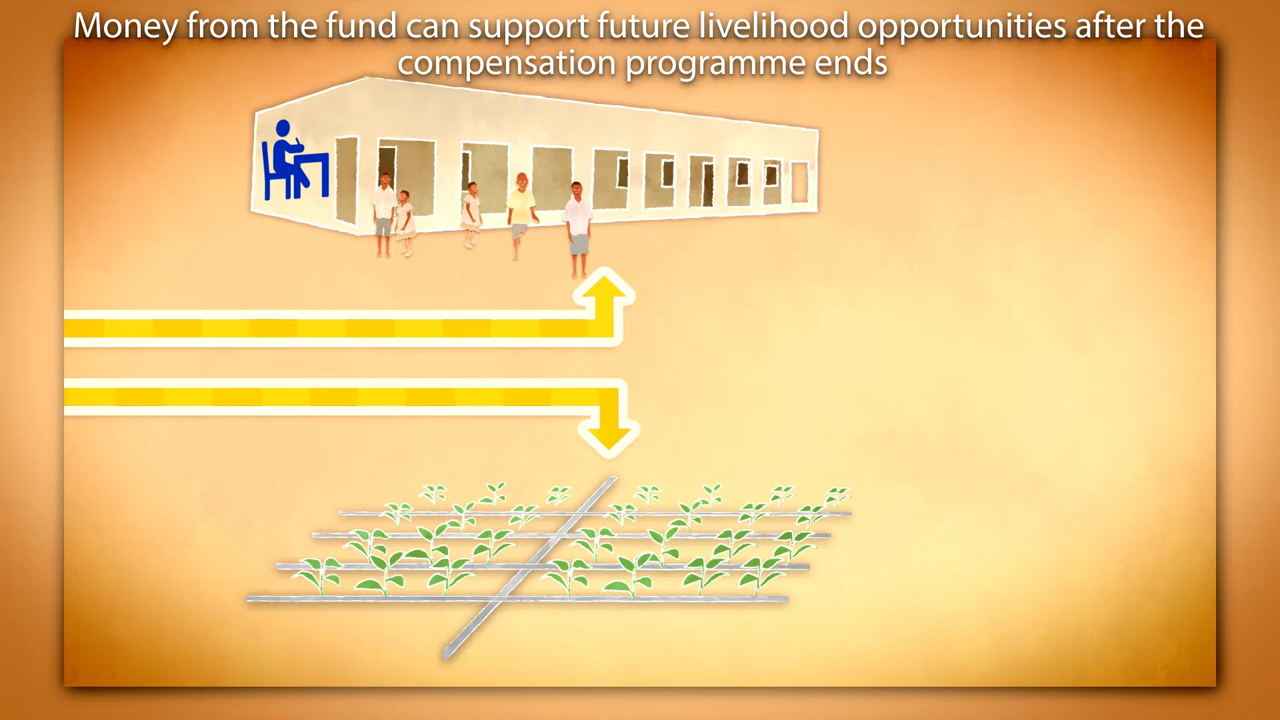 Money from the fund can support future livelihood opportunities after the
compensation programme ends